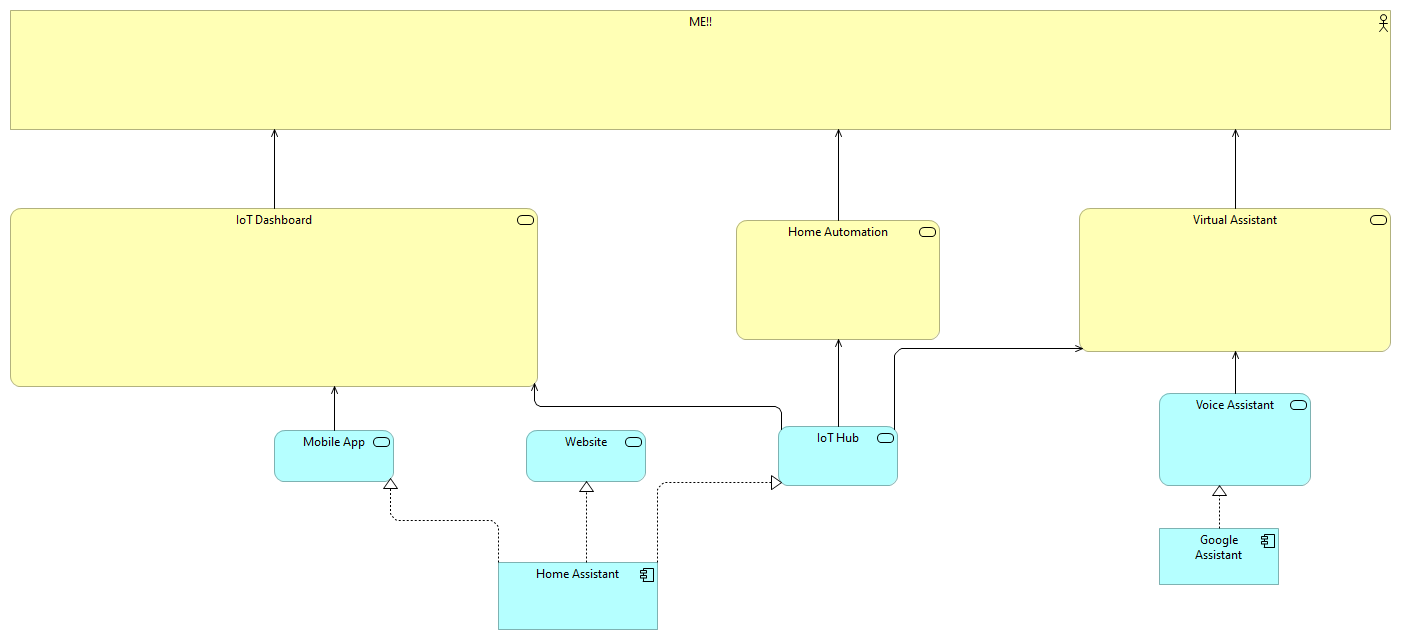 ME!!
IoT Dashboard
Home Automation
Virtual Assistant
Mobile App
Website
IoT Hub
Voice Assistant
Home Assistant
Google
Assistant